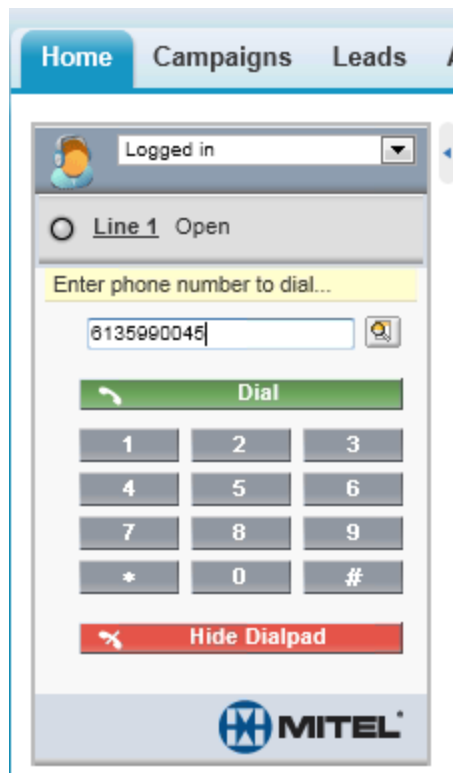 Home Campaigns Leads
Logged in
Line 1 Open
Enter phone number to dial...
6135990045
Dial
1 2 3
4 5 6
7 8 9
* 0 #
Hide Dialpad
MITEL